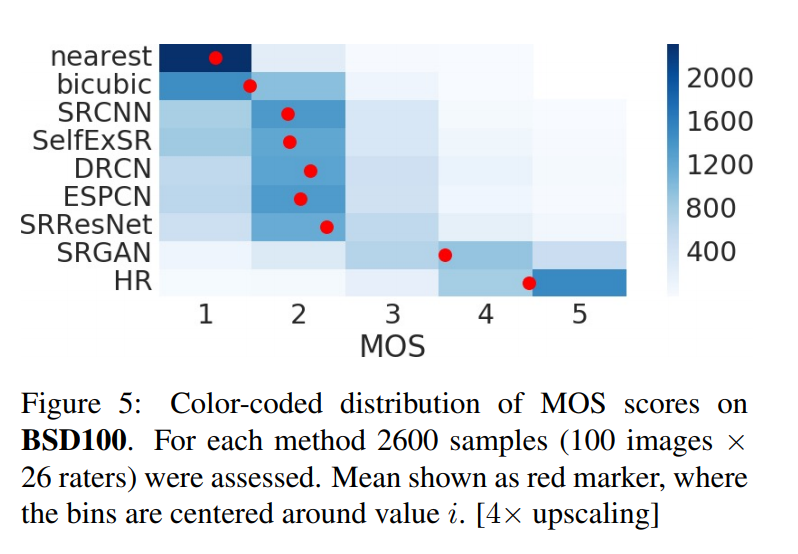 nearest
bicubic
SRCNN
SelfExSR
DRCN
ESPCN
SRResNet
SRGAN
HR
1 2 3 4 5
MOS
2000
1600
1200
800
400
Figure 5: Color-coded distribution of MOS scores on
BSD100. For each method 2600 samples (100 images ×
26 raters) were assessed. Mean shown as red marker, where
the bins are centered around value i. [4× upscaling]